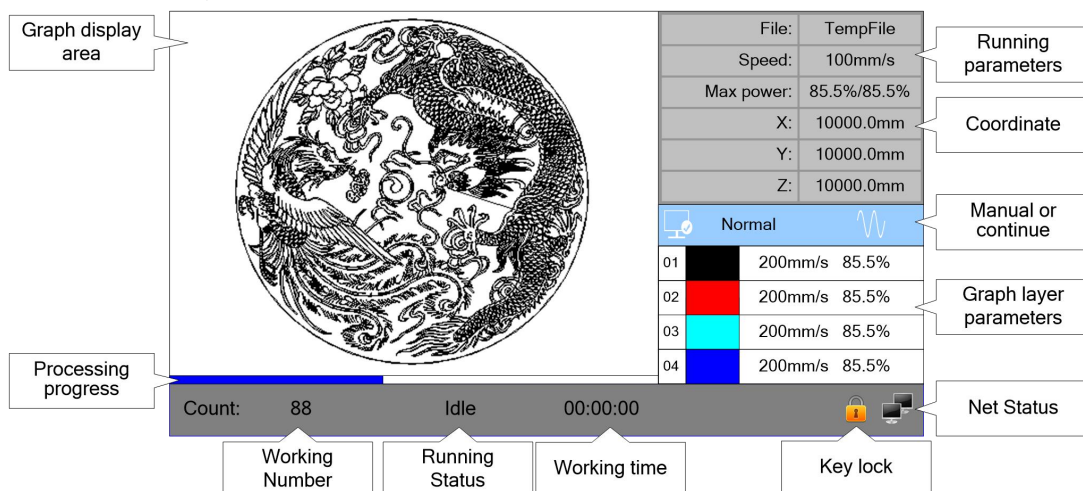 Graph display
area
Processing
progress
File: TempFile
Speed: 100mm/s
Max power: 85.5%/85.5%
X: 10000.0mm
Y: 10000.0mm
Z: 10000.0mm
Normal
01 200mm/s 85.5%
02 200mm/s 85.5%
03 200mm/s 85.5%
04 200mm/s 85.5%
Count: 88 Idle 00:00:00
Running
parameters
Coordinate
Manual or
continue
Graph layer
parameters
Net Status
Working
Number
Running
Status
Working time
Key lock